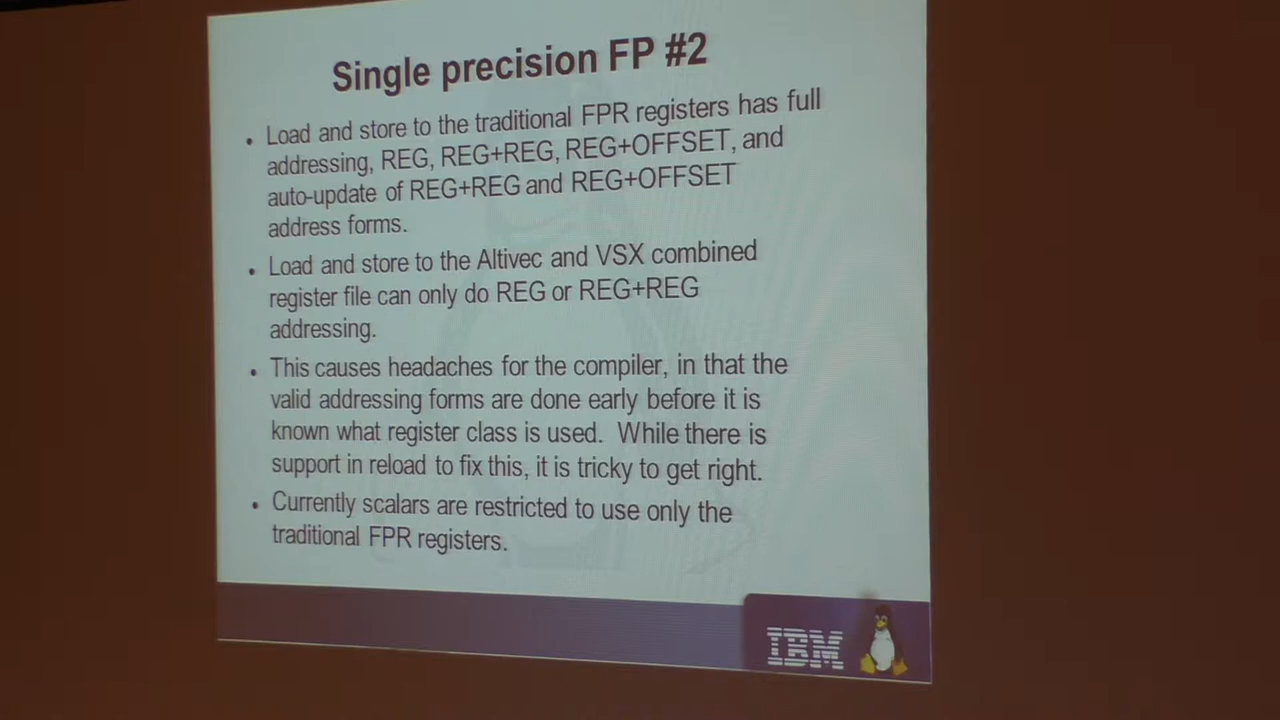 Single precision FP #2
• Load and store to the traditional FPR registers has full
addressing, REG, REG+REG, REG+OFFSET, and
auto-update of REG+REG and REG+OFFSET
address forms.
• Load and store to the Altivec and VSX combined
register file can only do REG or REG+REG
addressing.
• This causes headaches for the compiler, in that the
valid addressing forms are done early before it is
known what register class is used. While there is
support in reload to fix this, it is tricky to get right.
• Currently scalars are restricted to use only the
traditional FPR registers.
IBM